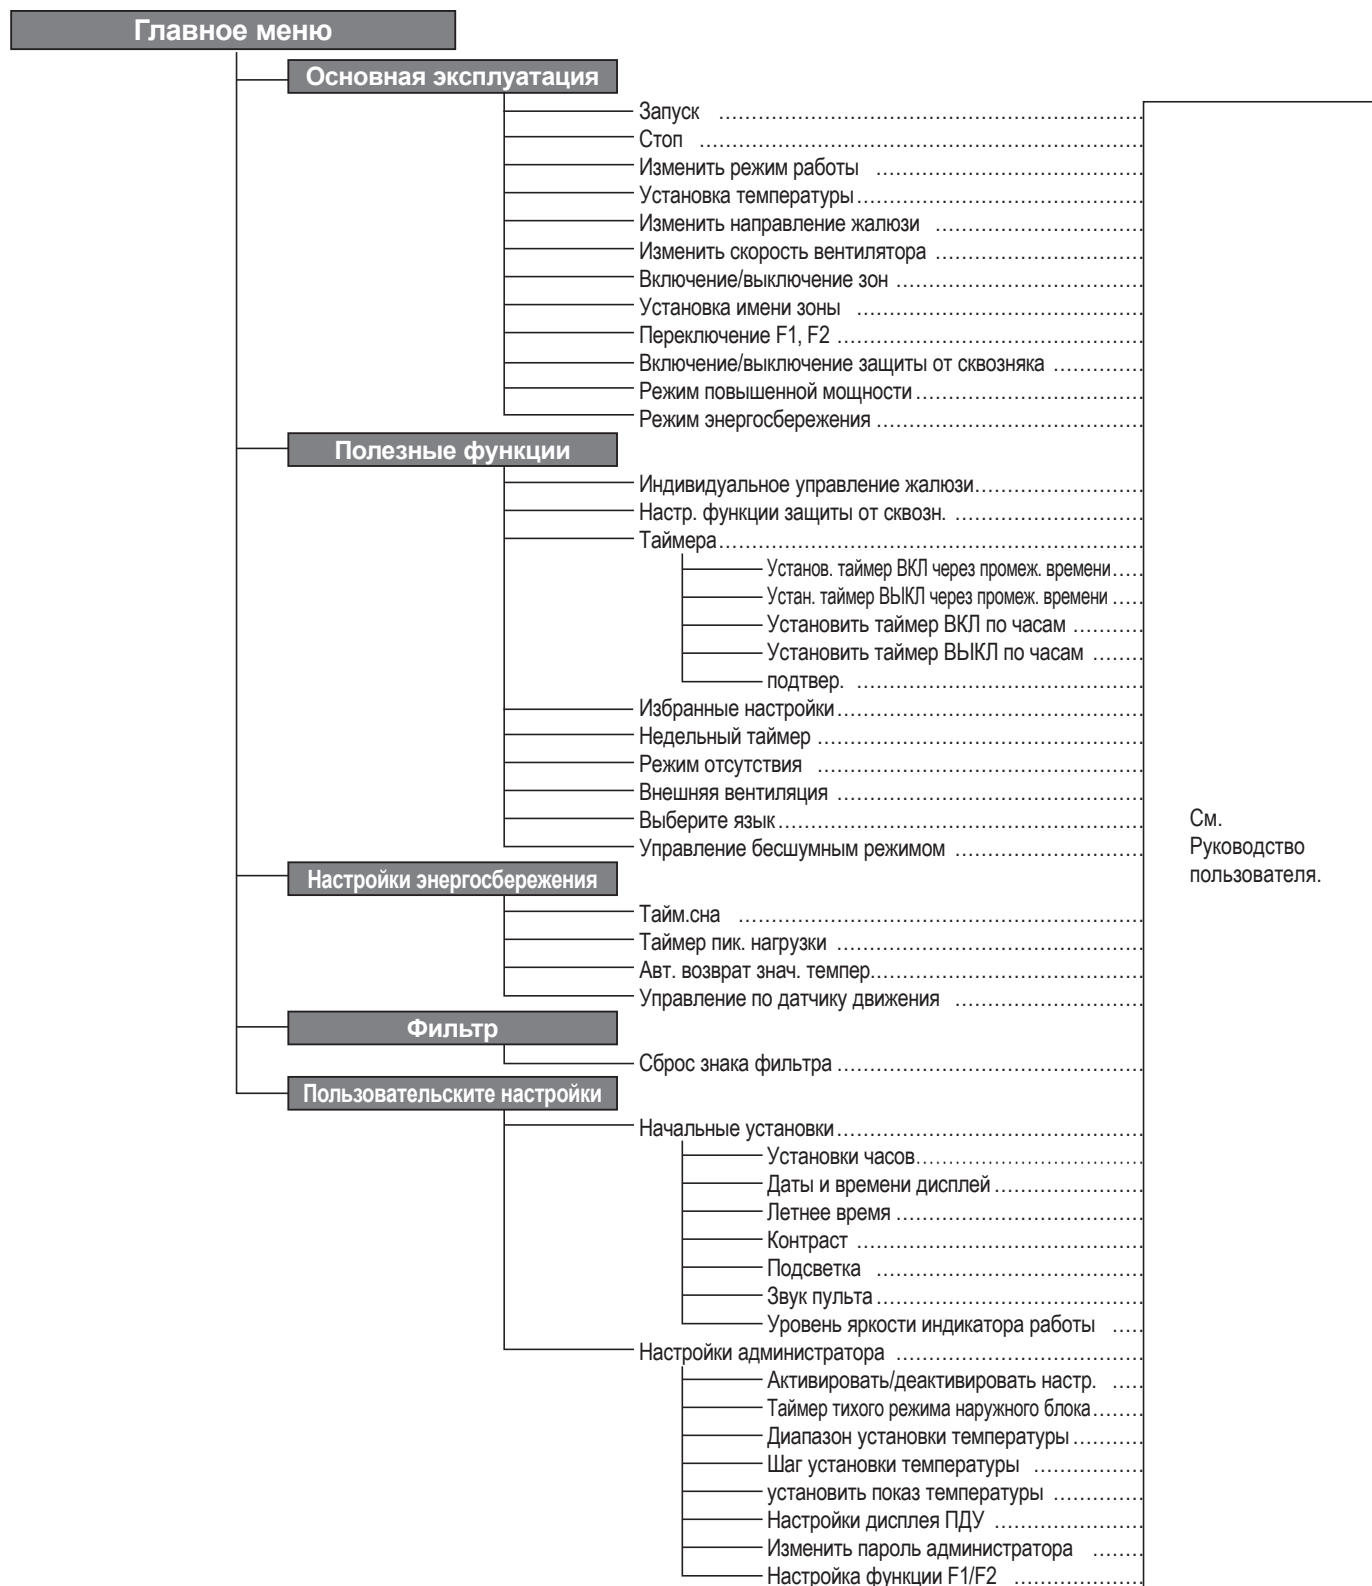 Главное меню
Основная эксплуатация
Запуск
Стоп
Изменить режим работы
Установка температуры
Изменить направление жалюзи
Изменить скорость вентилятора
Включение/выключение зон
Установка имени зоны
Переключение F1, F2
Включение/выключение защиты от сквозняка
Режим повышенной мощности
Режим энергосбережения
Полезные функции
Индивидуальное управление жалюзи
Настр. функции защиты от сквозн.
Таймера
Установ. таймер ВКЛ через промеж. времени
Устан. таймер ВЫКЛ через промеж. времени
Установить таймер ВКЛ по часам
Установить таймер ВЫКЛ по часам
подтвер.
Избранные настройки
Недельный таймер
Режим отсутствия
Внешняя вентиляция
Выберите язык
Управление бесшумным режимом
См.
Руководство
пользователя.
Настройки энергосбережения
Тайм.сна
Таймер пик. нагрузки
Авт. возврат знач. темпер.
Управление по датчику движения
Фильтр
Сброс знака фильтра
Пользовательските настройки
Начальные установки
Установки часов
Даты и времени дисплей
Летнее время
Контраст
Подсветка
Звук пульта
Уровень яркости индикатора работы
Настройки администратора
Активировать/деактивировать настр.
Таймер тихого режима наружного блока
Диапазон установки температуры
Шаг установки температуры
установить показ температуры
Настройки дисплея ПДУ
Изменить пароль администратора
Настройка функции F1/F2